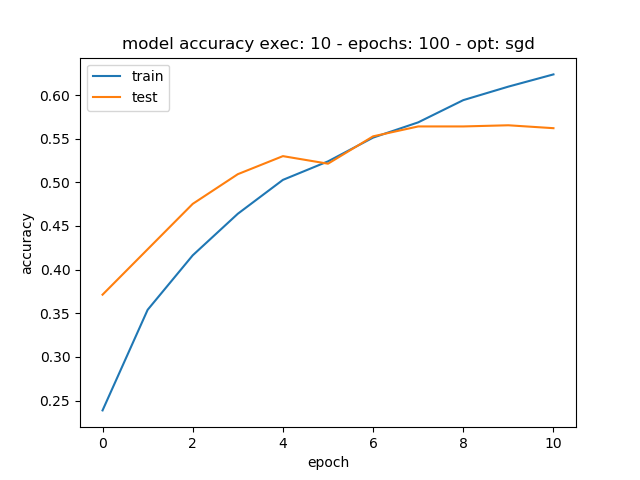 model accuracy exec: 10 - epochs: 100 - opt: sgd
train
test
accuracy
0.60
0.55
0.50
0.45
0.40
0.35
0.30
0.25
0 2 4 6 8 10
epoch